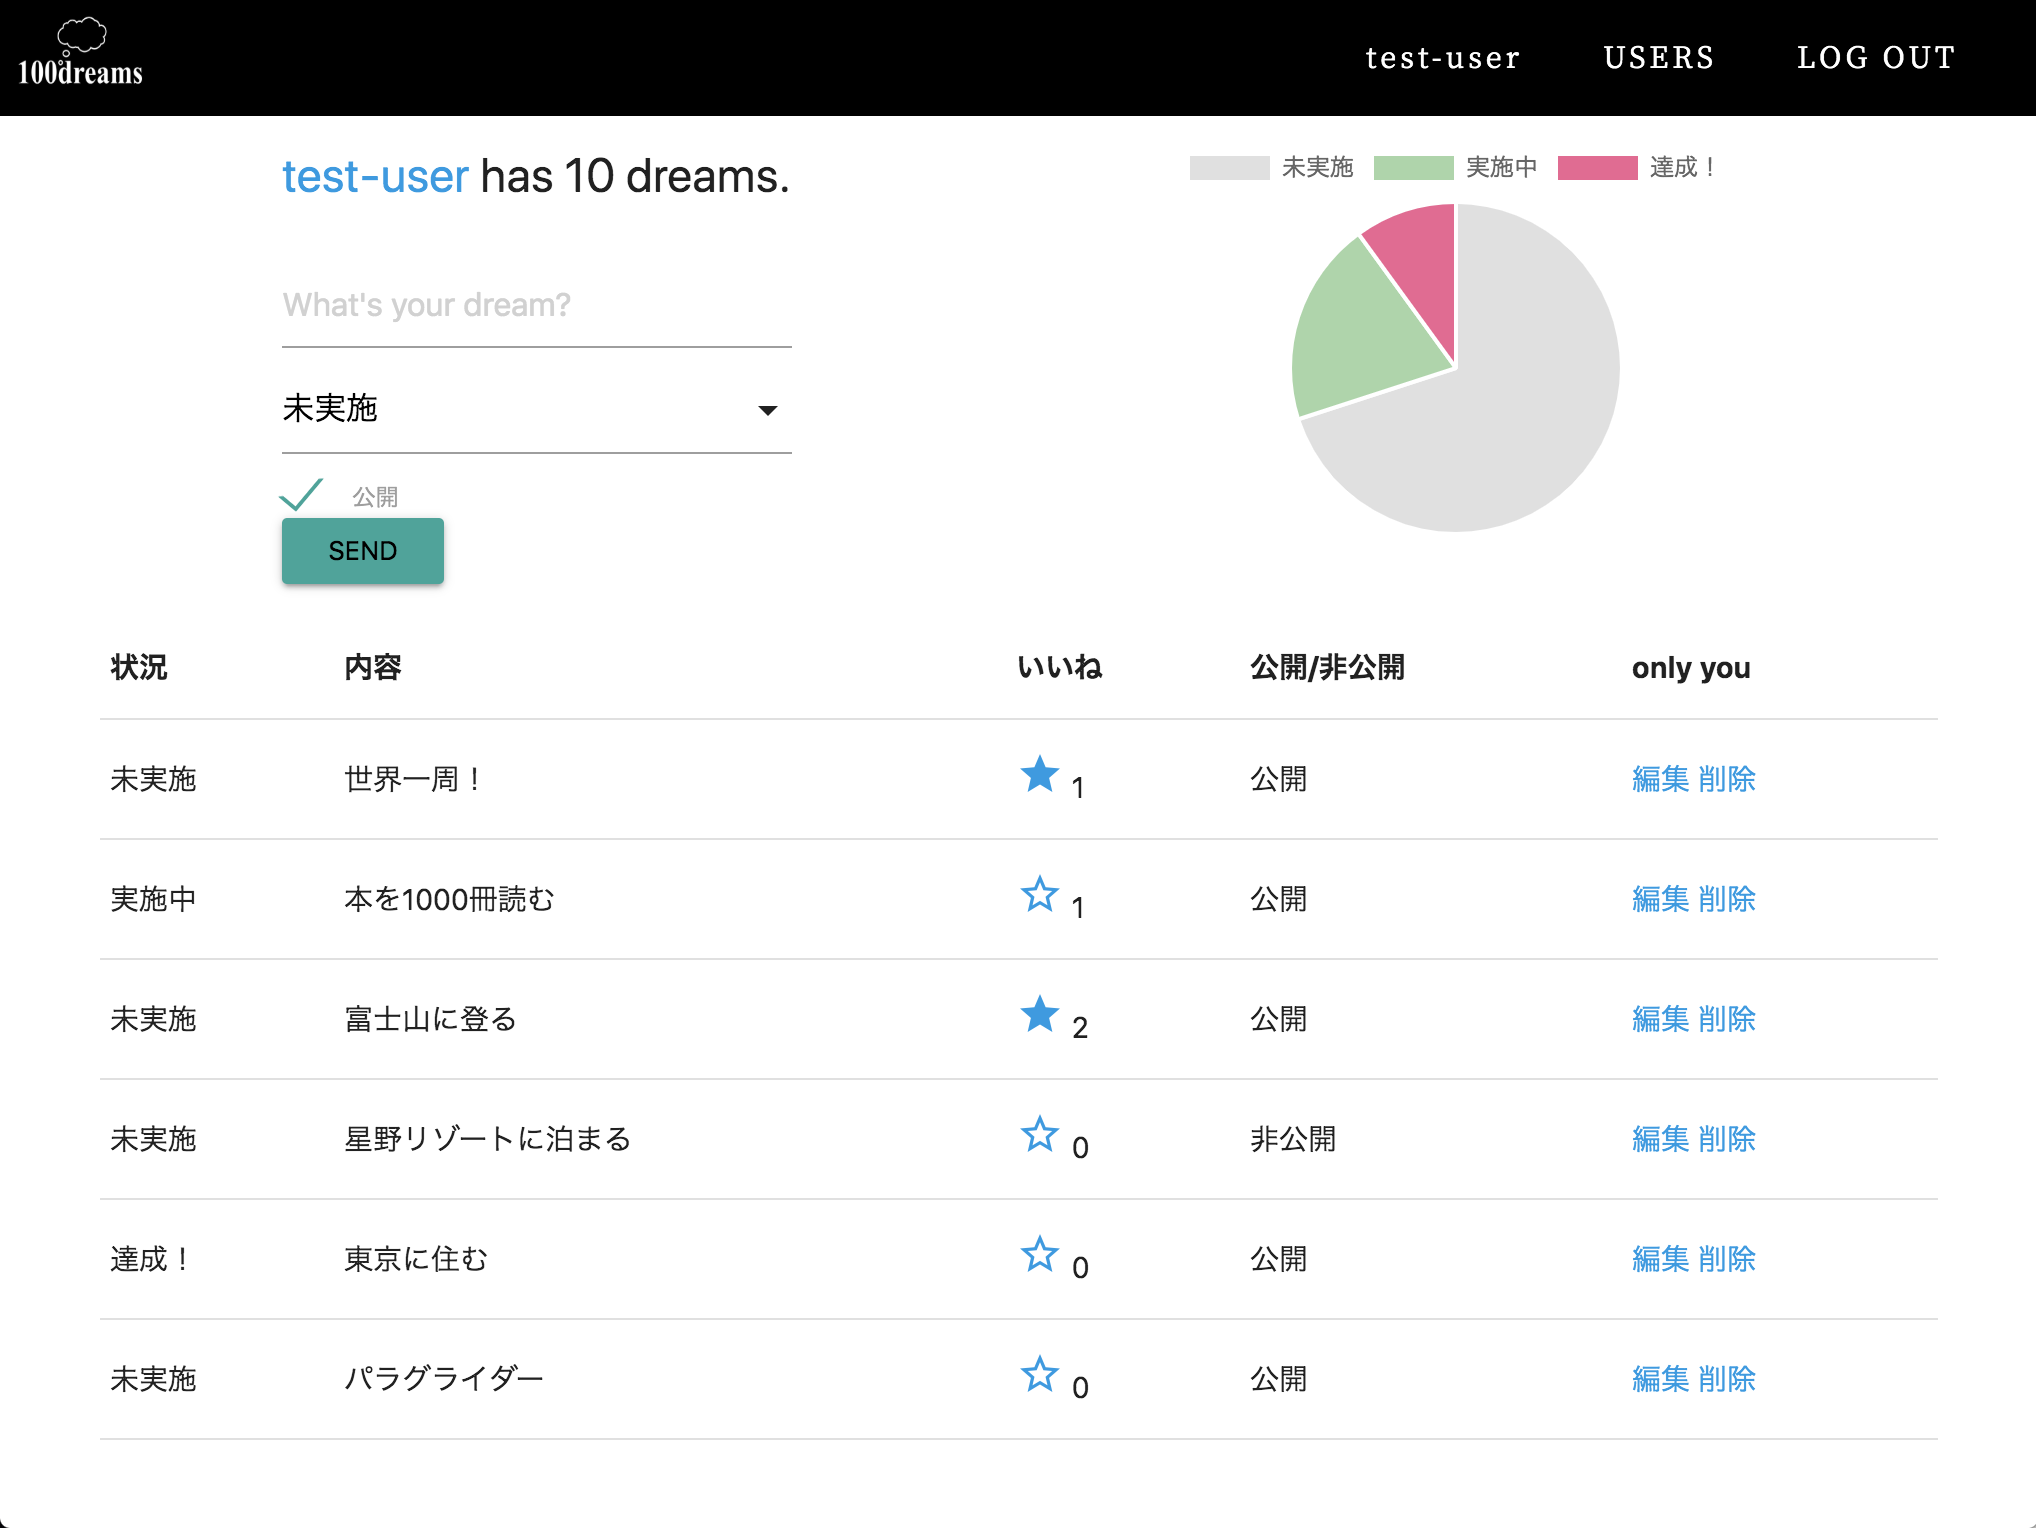 100dreams
test-user USERS LOG OUT
test-user has 10 dreams.
未実施 実施中 達成！
What's your dream?
未実施
公開
SEND
状況 内容 いいね 公開/非公開 only you
未実施 世界一周！ 1 公開 編集 削除
実施中 本を1000冊読む 1 公開 編集 削除
未実施 富士山に登る 2 公開 編集 削除
未実施 星野リゾートに泊まる 0 非公開 編集 削除
達成！ 東京に住む 0 公開 編集 削除
未実施 パラグライダー 0 公開 編集 削除